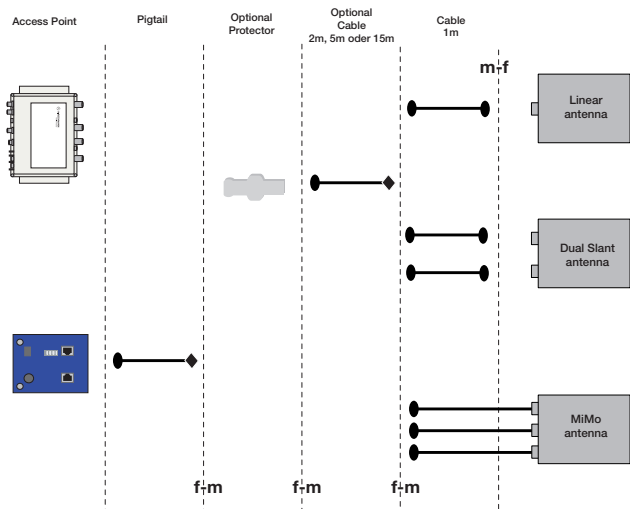 Access Point
Pigtail
Optional
Protector
Optional
Cable
2m, 5m oder 15m
Cable
1m
m-f
Linear
antenna
Dual Slant
antenna
MiMo
antenna
f-m
f-m
f-m